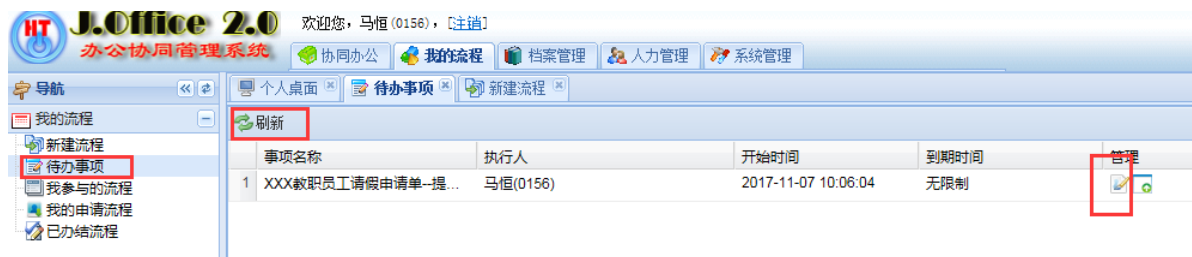 HT J.Office 2.0 欢迎您，马恒(0156)，[注销]
办公协同管理系统 协同办公 我的流程 档案管理 人力管理 系统管理
导航 个人桌面 待办事项 新建流程
我的流程 刷新
新建流程
待办事项 事项名称 执行人 开始时间 到期时间 管理
我参与的流程 1 XXX教职员工请假申请单--提... 马恒(0156) 2017-11-07 10:06:04 无限制
我的申请流程
已办结流程